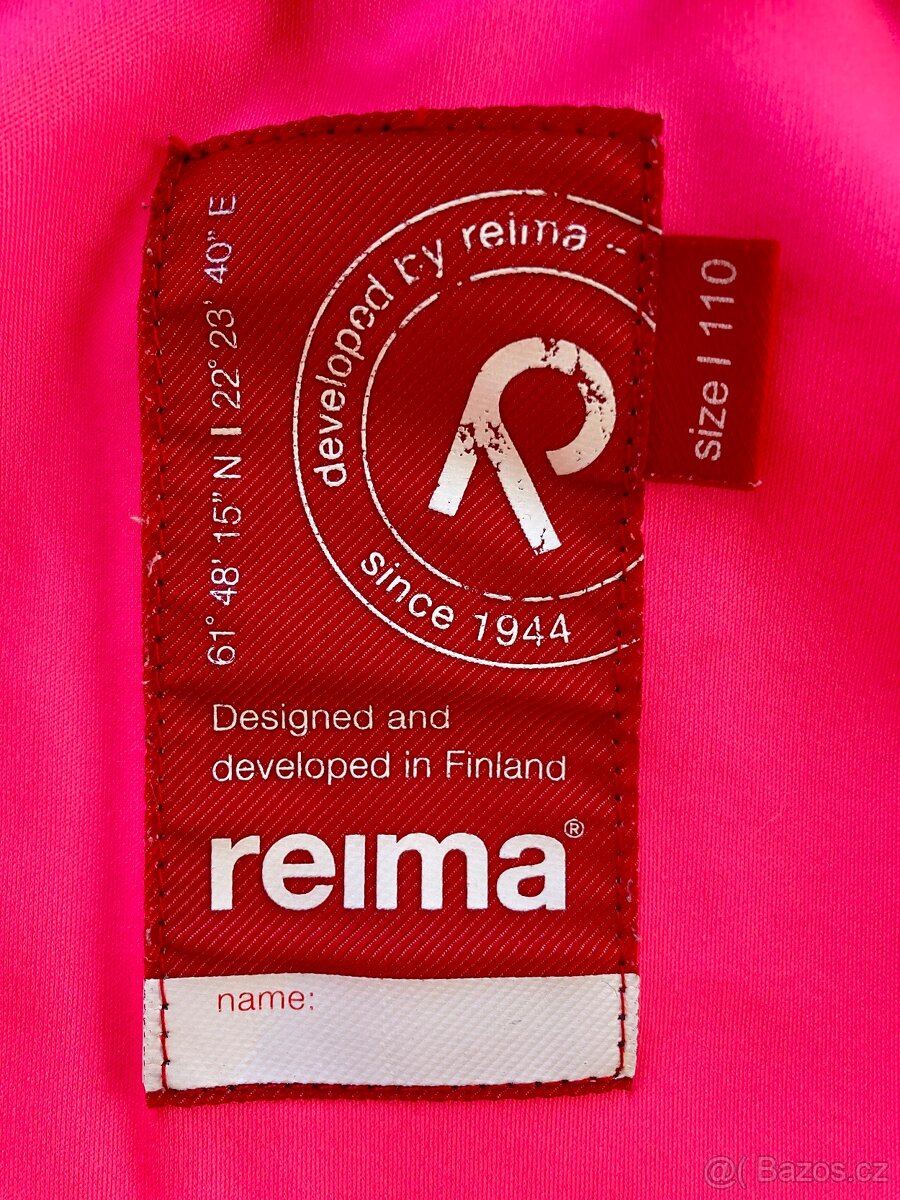 61° 48' 15” N | 22° 23' 40” E
developed by reima
since 1944
size | 110
Designed and
developed in Finland
reima®
name:
@( Bazos.cz